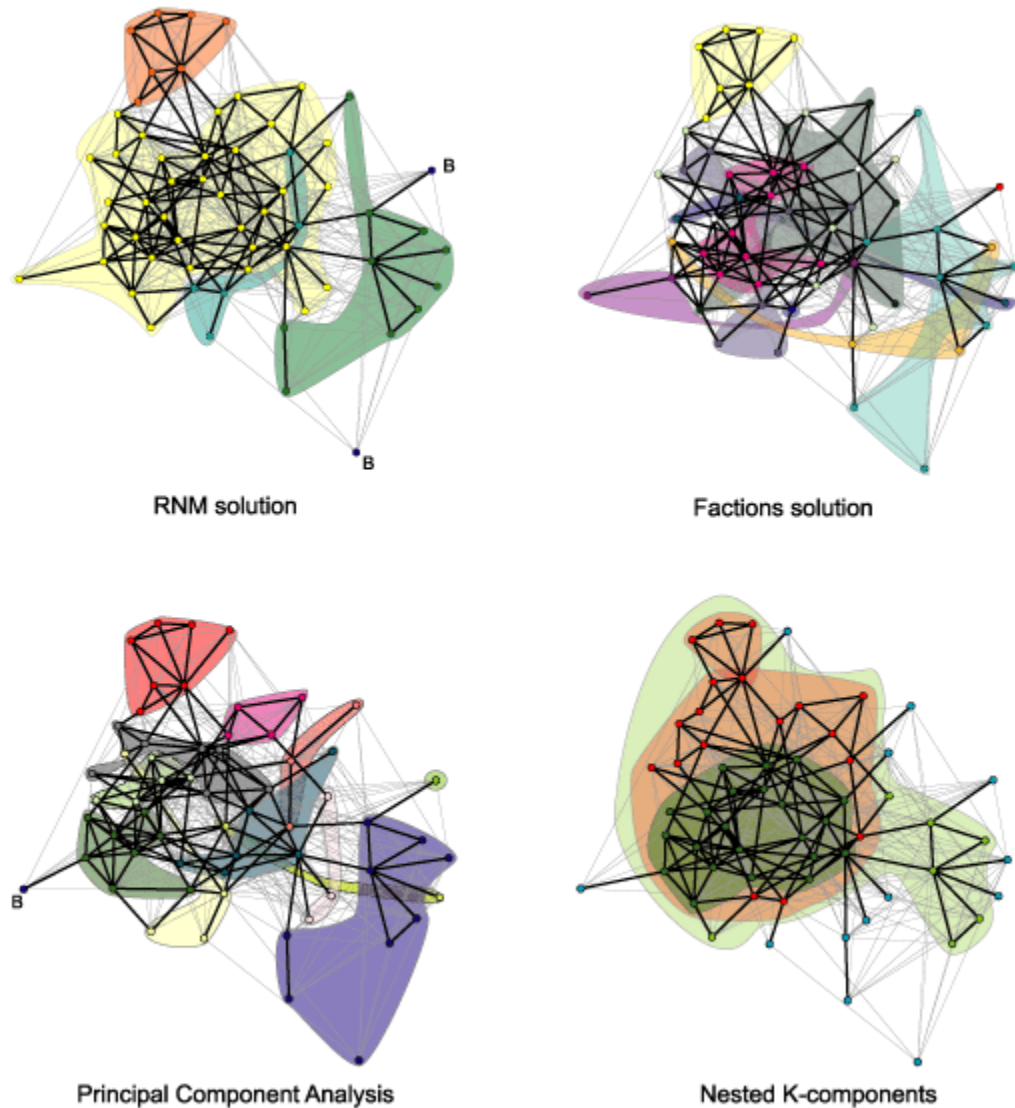 B
B
RNM solution
Factions solution
B
Principal Component Analysis
Nested K-components